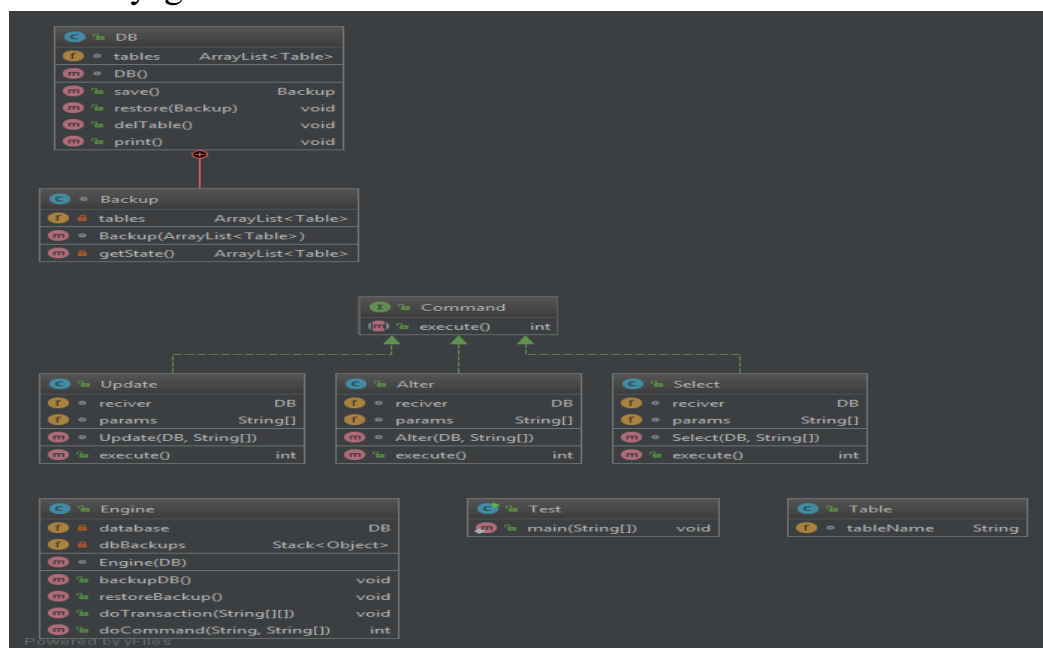 DB
tables ArrayList<Table>
DB()
save() Backup
restore(Backup) void
delTable() void
print() void
Backup
tables ArrayList<Table>
Backup(ArrayList<Table>)
getState() ArrayList<Table>
Command
execute() int
Update
reciver DB
params String[]
Update(DB, String[])
execute() int
Alter
reciver DB
params String[]
Alter(DB, String[])
execute() int
Select
reciver DB
params String[]
Select(DB, String[])
execute() int
Engine
database DB
dbBackups Stack<Object>
Engine(DB)
backupDB() void
restoreBackup() void
doTransaction(String[][]) void
doCommand(String, String[]) int
Test
main(String[]) void
Table
tableName String
Powered by yFiles